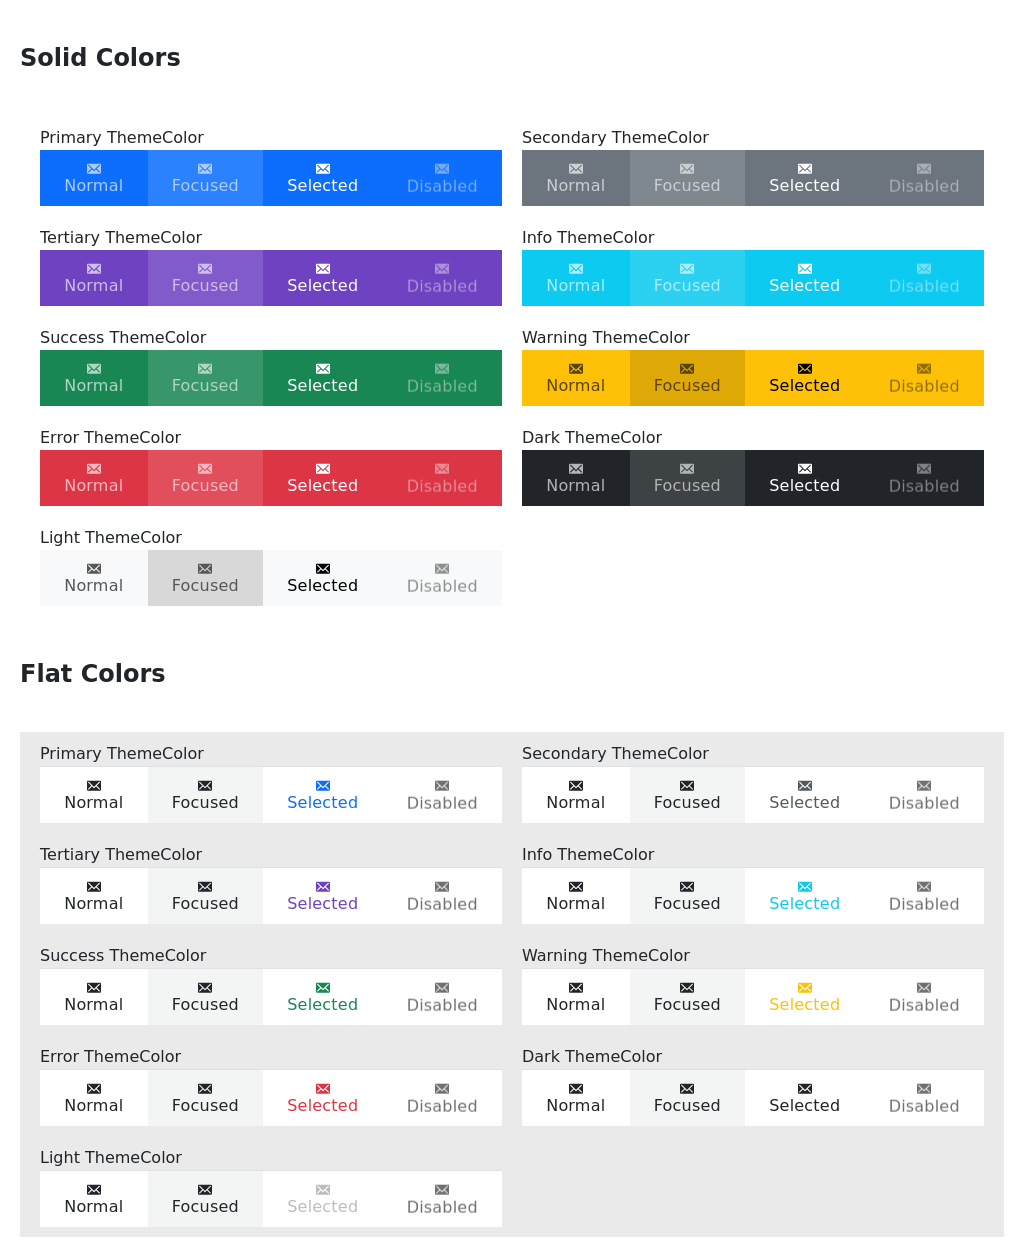 Solid Colors
Primary ThemeColor
Secondary ThemeColor
Normal Focused Selected Disabled
Normal Focused Selected Disabled
Tertiary ThemeColor
Info ThemeColor
Normal Focused Selected Disabled
Normal Focused Selected Disabled
Success ThemeColor
Warning ThemeColor
Normal Focused Selected Disabled
Normal Focused Selected Disabled
Error ThemeColor
Dark ThemeColor
Normal Focused Selected Disabled
Normal Focused Selected Disabled
Light ThemeColor
Normal Focused Selected Disabled
Flat Colors
Primary ThemeColor
Secondary ThemeColor
Normal Focused Selected Disabled
Normal Focused Selected Disabled
Tertiary ThemeColor
Info ThemeColor
Normal Focused Selected Disabled
Normal Focused Selected Disabled
Success ThemeColor
Warning ThemeColor
Normal Focused Selected Disabled
Normal Focused Selected Disabled
Error ThemeColor
Dark ThemeColor
Normal Focused Selected Disabled
Normal Focused Selected Disabled
Light ThemeColor
Normal Focused Selected Disabled